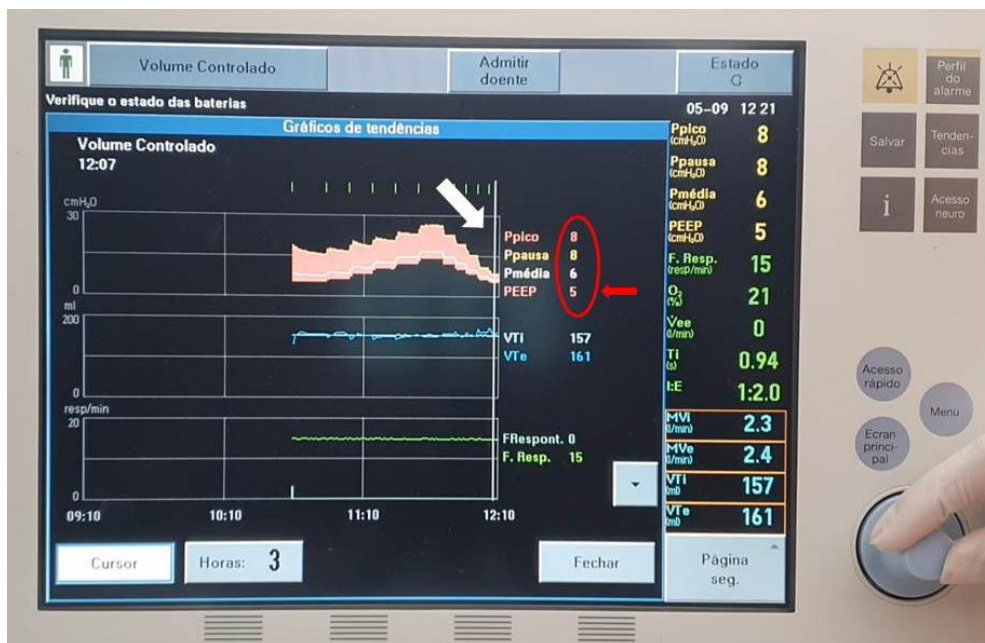 Volume Controlado
Admitir
doente
Estado
Verifique o estado das baterias
05-09 12 21
Gráficos de tendências
Volume Controlado
12:07
cmH₂O
30
0
Ppico 8
Ppausa 8
Pmédia 6
PEEP 5
ml
200
0
VTi 157
VTe 161
resp/min
20
0
FRespont. 0
F. Resp. 15
09:10 10:10 11:10 12:10
Cursor
Horas: 3
Fechar
Ppico
(cmH₂O) 8
Ppausa
(cmH₂O) 8
Pmédia
(cmH₂O) 6
PEEP
(cmH₂O) 5
F. Resp.
(resp/min) 15
O₂
(%) 21
V̇ee
(l/min) 0
Ti
(s) 0.94
I:E 1:2.0
MVi
(l/min) 2.3
MVe
(l/min) 2.4
VTi
(ml) 157
VTe
(ml) 161
Página
seg.
Perfil
do
alarme
Salvar
Tendên-
cias
i
Acesso
neuro
Acesso
rápido
Menu
Ecran
princi-
pal